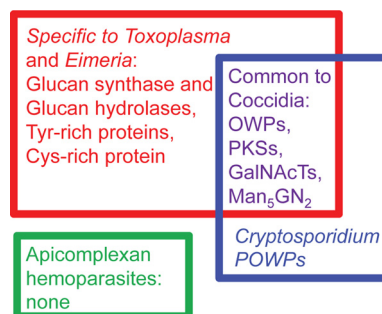 Specific to Toxoplasma
and Eimeria:
Glucan synthase and
Glucan hydrolases,
Tyr-rich proteins,
Cys-rich protein
Common to
Coccidia:
OWPs,
PKSs,
GalNAcTs,
Man₅GN₂
Cryptosporidium
POWPs
Apicomplexan
hemoparasites:
none